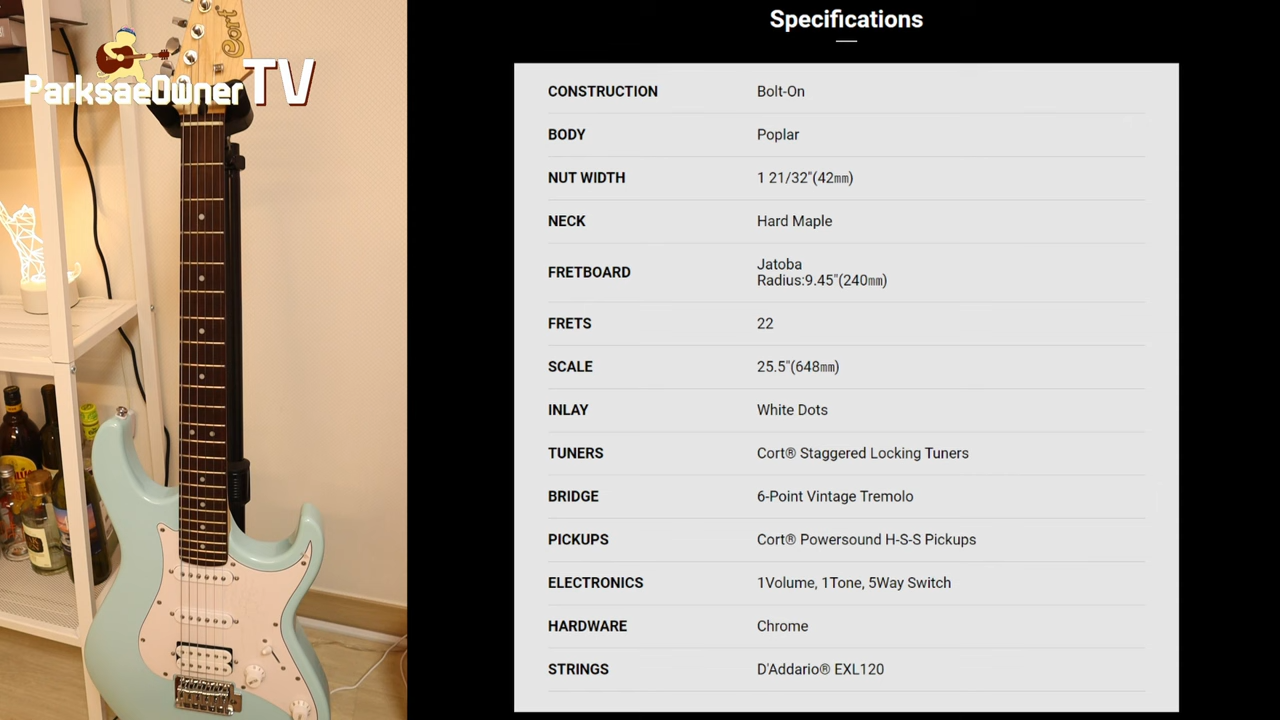 Cort
ParksaeOwnerTV
Specifications
CONSTRUCTION Bolt-On
BODY Poplar
NUT WIDTH 1 21/32"(42㎜)
NECK Hard Maple
FRETBOARD Jatoba
Radius:9.45"(240㎜)
FRETS 22
SCALE 25.5"(648㎜)
INLAY White Dots
TUNERS Cort® Staggered Locking Tuners
BRIDGE 6-Point Vintage Tremolo
PICKUPS Cort® Powersound H-S-S Pickups
ELECTRONICS 1Volume, 1Tone, 5Way Switch
HARDWARE Chrome
STRINGS D'Addario® EXL120